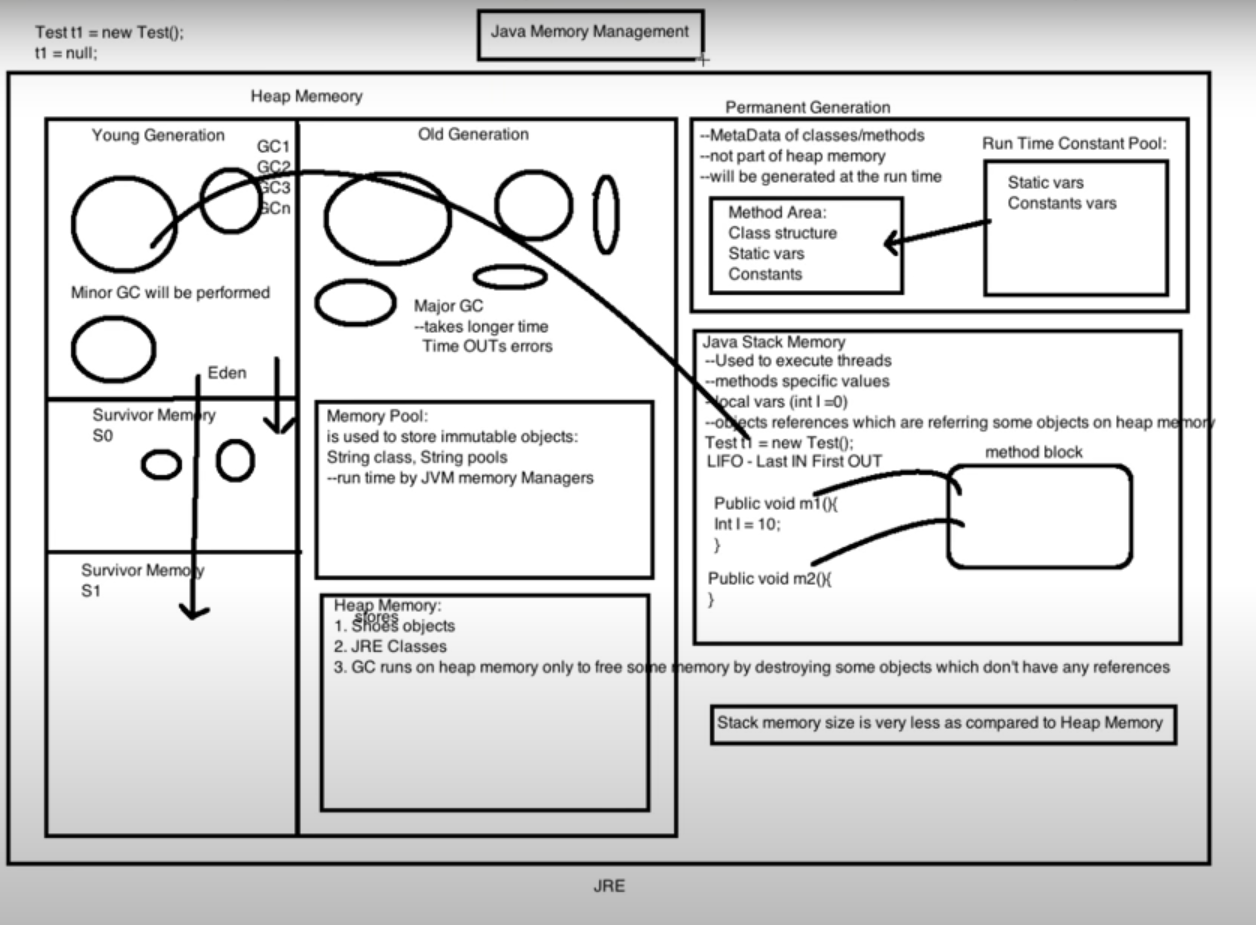 Test t1 = new Test();
t1 = null;
Java Memory Management
Heap Memeory
Young Generation
GC1
GC2
GC3
GCn
Minor GC will be performed
Eden
Survivor Memory
S0
Survivor Memory
S1
Old Generation
Major GC
--takes longer time
Time OUTs errors
Memory Pool:
is used to store immutable objects:
String class, String pools
--run time by JVM memory Managers
Heap Memory:
stores
1. Shoes objects
2. JRE Classes
3. GC runs on heap memory only to free some memory by destroying some objects which don't have any references
Permanent Generation
--MetaData of classes/methods
--not part of heap memory
--will be generated at the run time
Method Area:
Class structure
Static vars
Constants
Run Time Constant Pool:
Static vars
Constants vars
Java Stack Memory
--Used to execute threads
--methods specific values
--local vars (int I =0)
--objects references which are referring some objects on heap memory
Test t1 = new Test();
LIFO - Last IN First OUT
method block
Public void m1(){
Int I = 10;
}
Public void m2(){
}
Stack memory size is very less as compared to Heap Memory
JRE